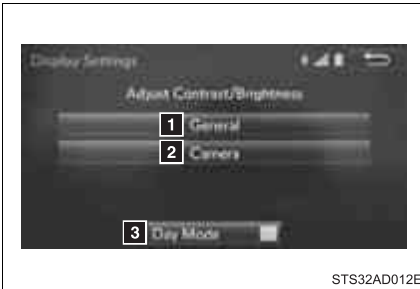 Display Settings
Adjust Contrast/Brightness
1 General
2 Camera
3 Day Mode
STS32AD012E